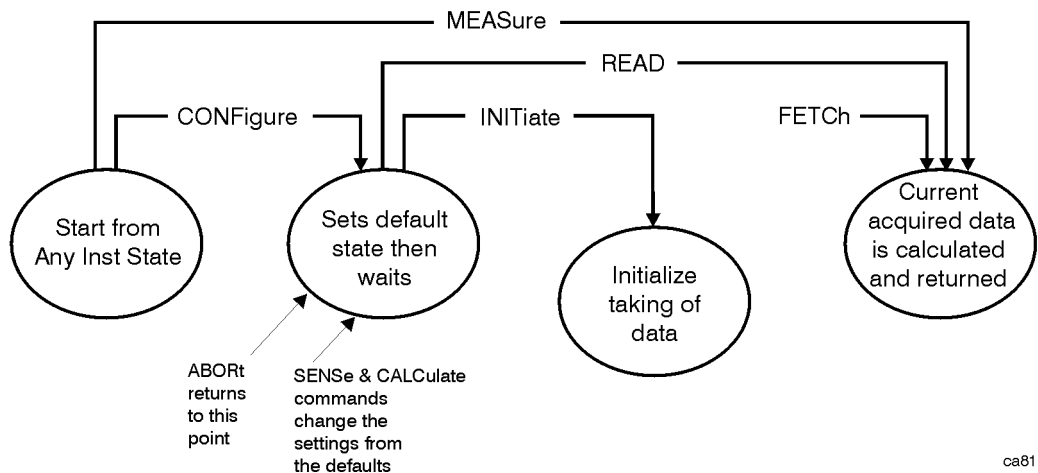 MEASure
READ
CONFigure
INITiate
FETCh
Start from
Any Inst State
Sets default
state then
waits
Initialize
taking of
data
Current
acquired data
is calculated
and returned
ABORt
returns
to this
point
SENSe & CALCulate
commands
change the
settings from
the defaults
ca81